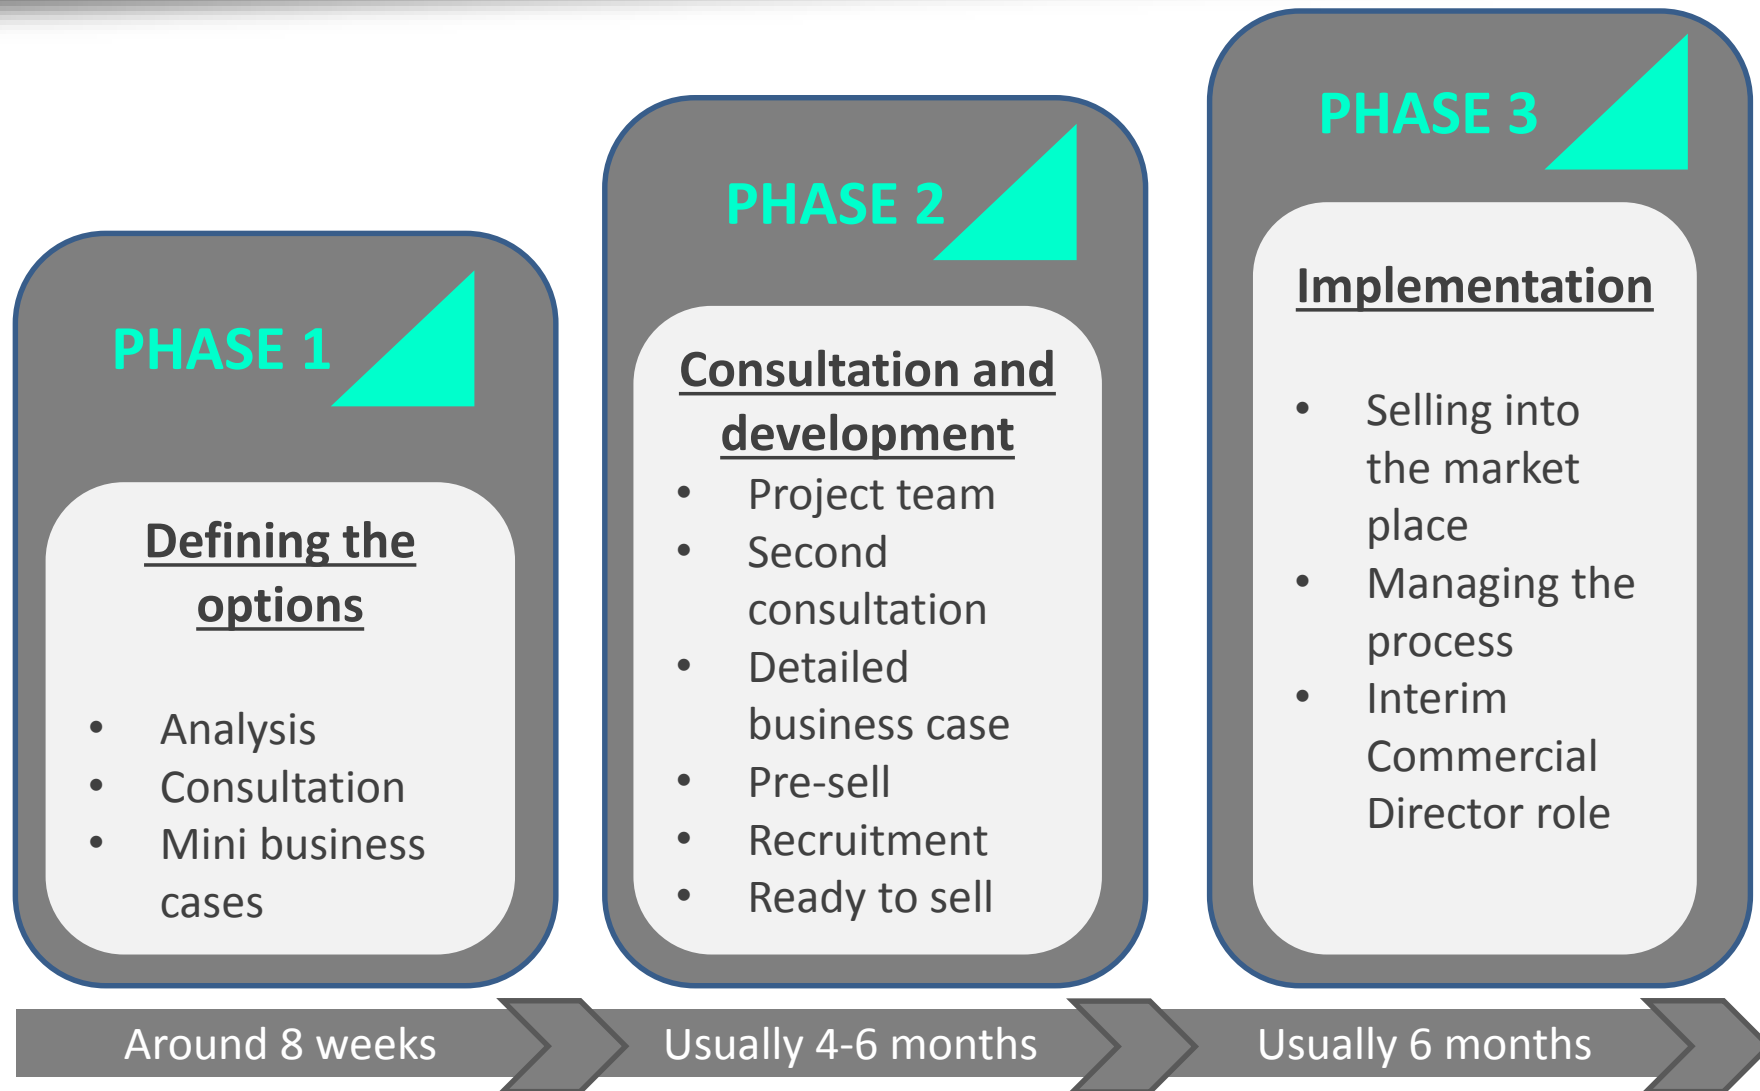 PHASE 1
Defining the
options
• Analysis
• Consultation
• Mini business
cases
Around 8 weeks
PHASE 2
Consultation and
development
• Project team
• Second
consultation
• Detailed
business case
• Pre-sell
• Recruitment
• Ready to sell
Usually 4-6 months
PHASE 3
Implementation
• Selling into
the market
place
• Managing the
process
• Interim
Commercial
Director role
Usually 6 months